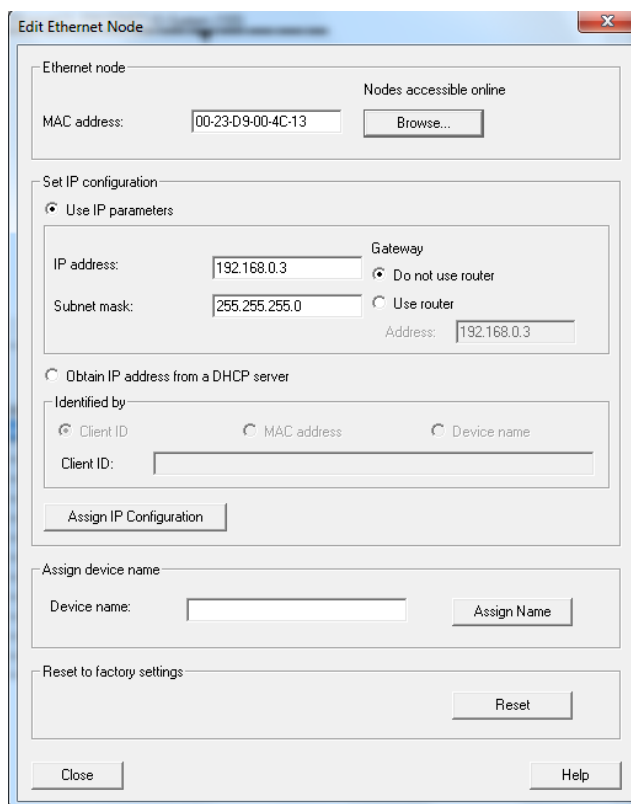 Edit Ethernet Node
Ethernet node
Nodes accessible online
MAC address: 00-23-D9-00-4C-13 Browse...
Set IP configuration
Use IP parameters
Gateway
IP address: 192.168.0.3 Do not use router
Subnet mask: 255.255.255.0 Use router
Address: 192.168.0.3
Obtain IP address from a DHCP server
Identified by
Client ID MAC address Device name
Client ID:
Assign IP Configuration
Assign device name
Device name: Assign Name
Reset to factory settings
Reset
Close Help